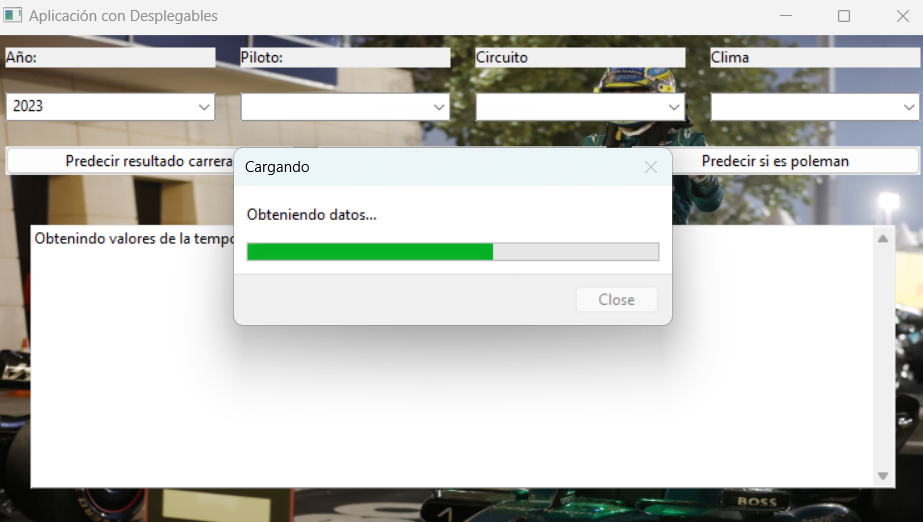 Aplicación con Desplegables
Año:
Piloto:
Circuito
Clima
2023
Predecir resultado carrera
Predecir si es poleman
Cargando
Obteniendo datos...
Close
Obtenindo valores de la tempo
BOSS